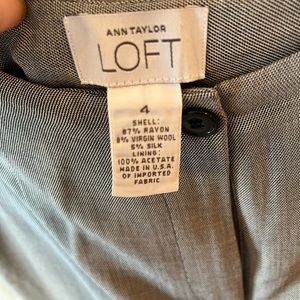 ANN TAYLOR
LOFT
4
SHELL:
87% RAYON
8% VIRGIN WOOL
5% SILK
LINING:
100% ACETATE
MADE IN U.S.A.
OF IMPORTED
FABRIC